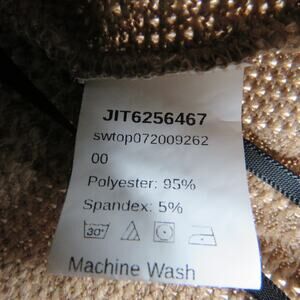 JIT6256467
swtop072009262
00
Polyester: 95%
Spandex: 5%
30°
Machine Wash